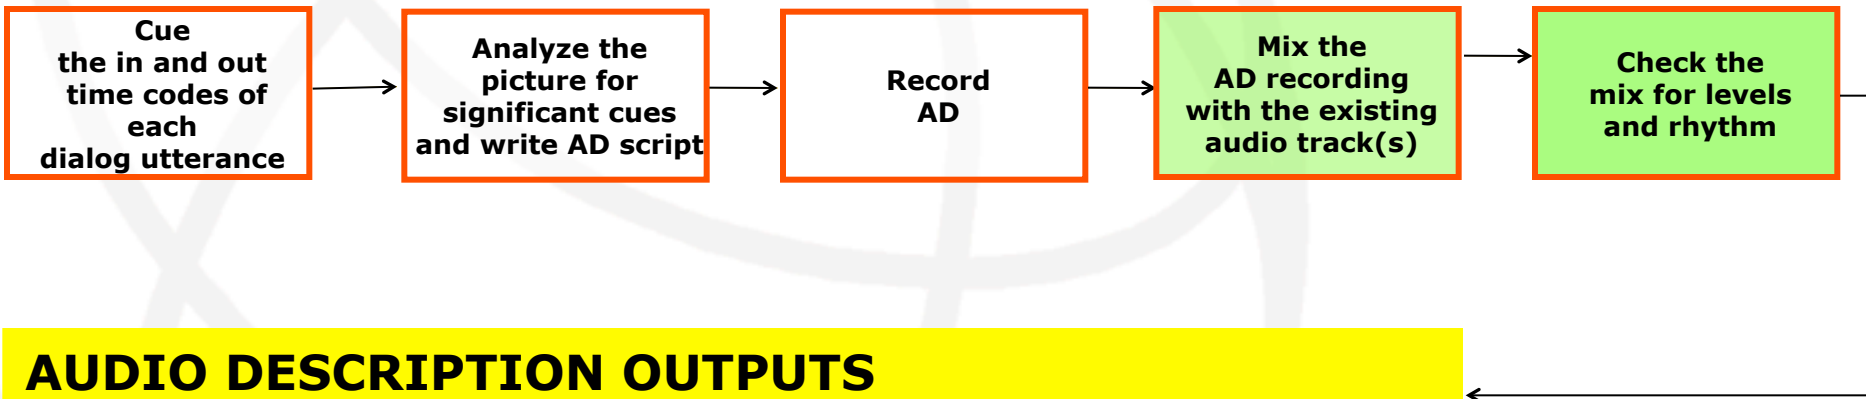 Cue
the in and out
time codes of
each
dialog utterance
Analyze the
picture for
significant cues
and write AD script
Record
AD
Mix the
AD recording
with the existing
audio track(s)
Check the
mix for levels
and rhythm
AUDIO DESCRIPTION OUTPUTS